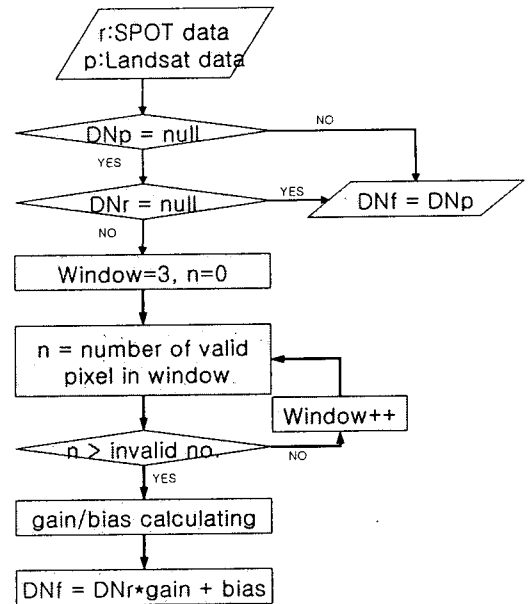 r:SPOT data
p:Landsat data
DNp = null
NO
YES
DNr = null
YES
DNf = DNp
NO
Window=3, n=0
n = number of valid
pixel in window
Window++
n > invalid no.
NO
YES
gain/bias calculating
DNf = DNr*gain + bias